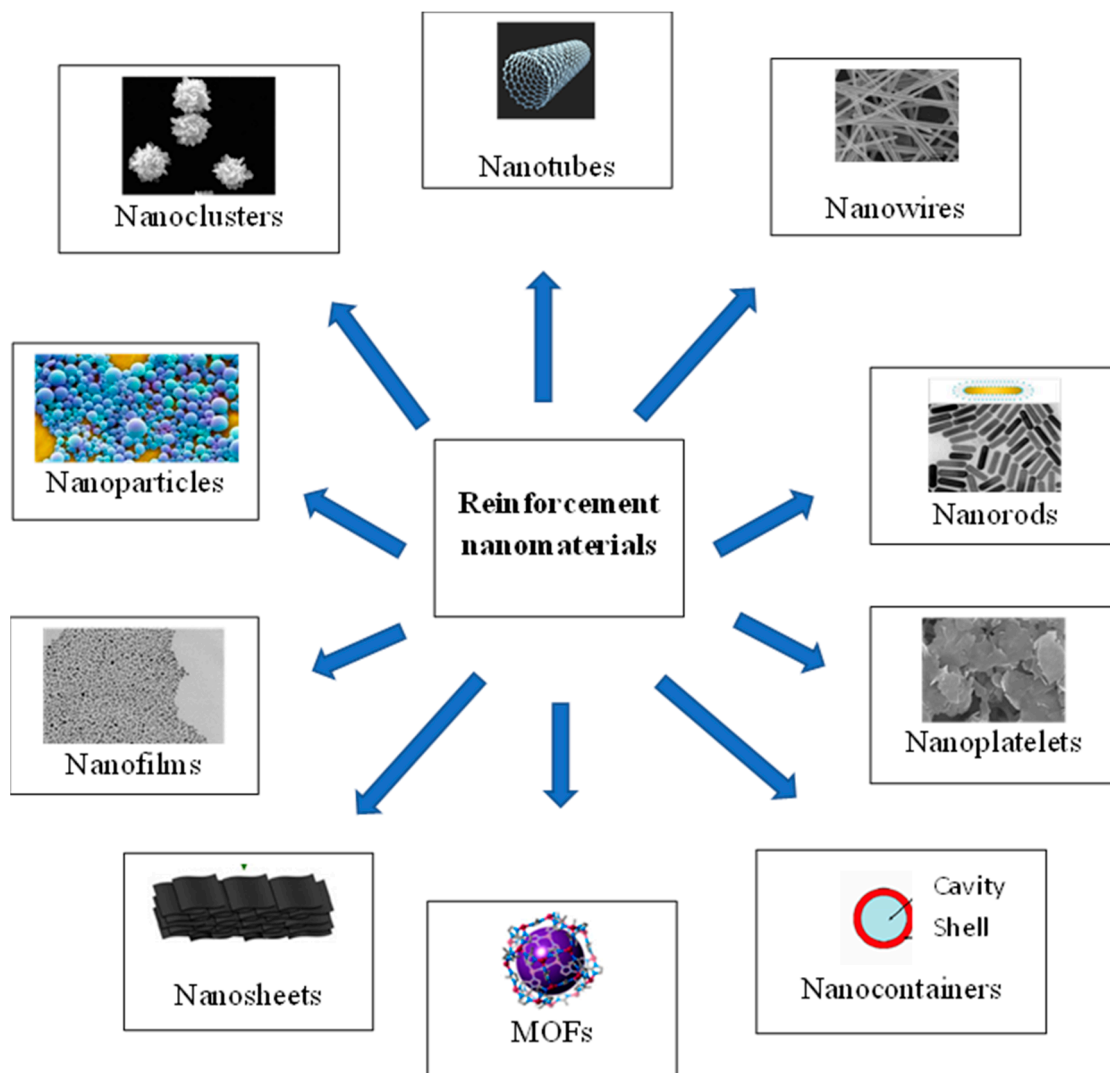 Nanotubes
Nanoclusters
Nanowires
Nanoparticles
Reinforcement
nanomaterials
Nanorods
Nanofilms
Nanoplatelets
Nanosheets
MOFs
Cavity
Shell
Nanocontainers